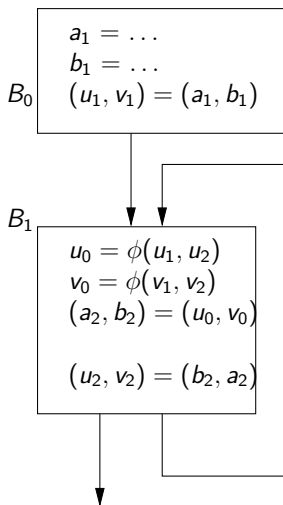 a₁ = …
b₁ = …
B₀ (u₁, v₁) = (a₁, b₁)
B₁
u₀ = ϕ(u₁, u₂)
v₀ = ϕ(v₁, v₂)
(a₂, b₂) = (u₀, v₀)
(u₂, v₂) = (b₂, a₂)